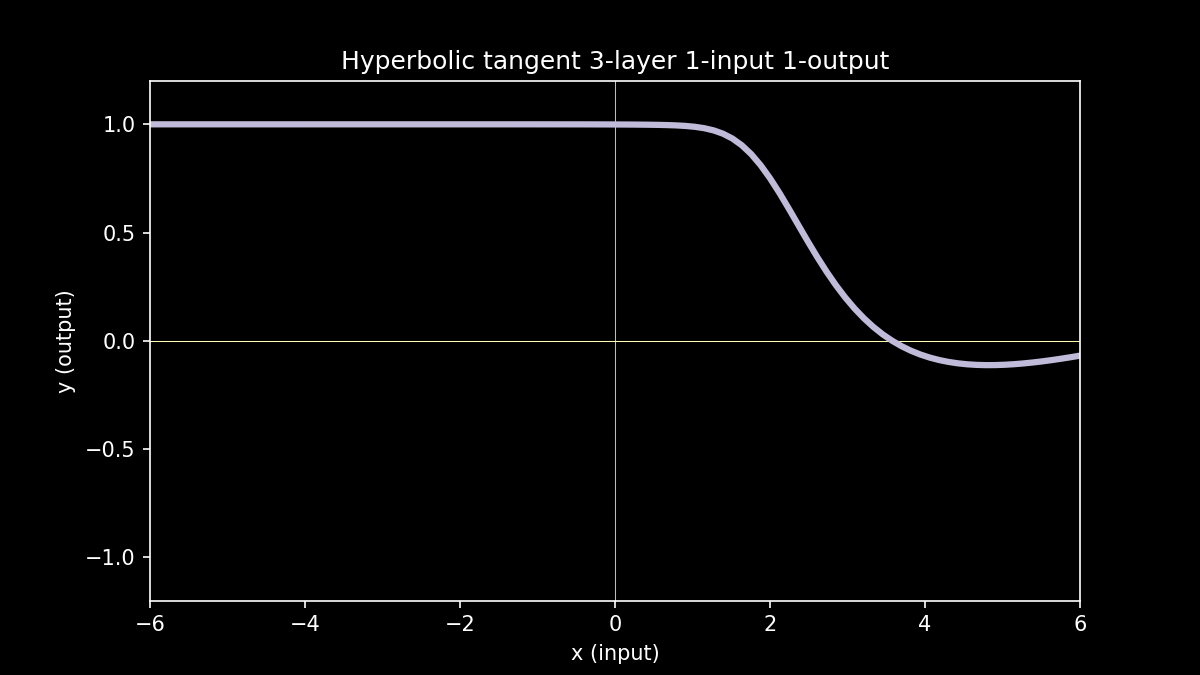 Hyperbolic tangent 3-layer 1-input 1-output
1.0
0.5
0.0
−0.5
−1.0
y (output)
−6 −4 −2 0 2 4 6
x (input)